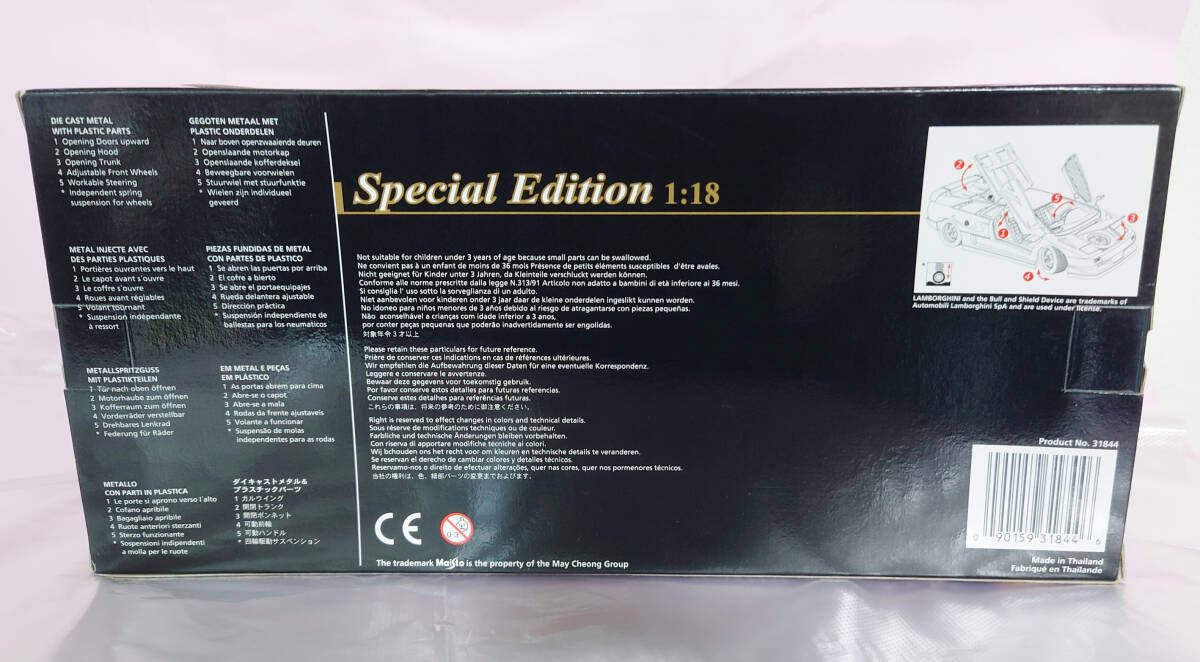 DIE CAST METAL
WITH PLASTIC PARTS
1 Opening Doors upward
2 Opening Hood
3 Opening Trunk
4 Adjustable Front Wheels
5 Workable Steering
* Independent spring
suspension for wheels
GEGOTEN METAAL MET
PLASTIC ONDERDELEN
1 Naar boven openzwaaiende deuren
2 Openslaande motorkap
3 Openslaande kofferdeksel
4 Beweegbare voorwielen
5 Stuurwiel met stuurfunktie
* Wielen zijn individueel
geveerd
METAL INJECTE AVEC
DES PARTIES PLASTIQUES
1 Portières ouvrantes vers le haut
2 Le capot avant s'ouvre
3 Le coffre s'ouvre
4 Roues avant réglables
5 Volant tournant
* Suspension indépendante
à ressort
PIEZAS FUNDIDAS DE METAL
CON PARTES DE PLASTICO
1 Se abren las puertas por arriba
2 El cofre a bierto
3 Se abre el portaequipajes
4 Rueda delantera ajustable
5 Dirección práctica
* Suspensión independiente de
ballestas para los neumaticos
METALLSPRITZGUSS
MIT PLASTIKTEILEN
1 Tür nach oben öffnen
2 Motorhaube zum öffnen
3 Kofferraum zum öffnen
4 Vorderräder verstellbar
5 Drehbares Lenkrad
* Federung für Räder
EM METAL E PEÇAS
EM PLÁSTICO
1 As portas abrem para cima
2 Abre-se o capot
3 Abre-se a mala
4 Rodas da frente ajustaveis
5 Volante a funcionar
* Suspensão de molas
independentes para as rodas
METALLO
CON PARTI IN PLASTICA
1 Le porte si aprono verso l'alto
2 Cofano apribile
3 Bagagliaio apribile
4 Ruote anteriori sterzanti
5 Sterzo funzionante
* Sospensioni indipendenti
a molla per le ruote
ダイキャストメタル&
プラスチックパーツ
1 ガルウイング
2 開閉トランク
3 開閉ボンネット
4 可動前輪
5 可動ハンドル
* 四輪駆動サスペンション
Special Edition 1:18
Not suitable for children under 3 years of age because small parts can be swallowed.
Ne convient pas à un enfant de moins de 36 mois Présence de petits éléments susceptibles d'être avales.
Nicht geeignet für Kinder unter 3 Jahren, da Kleinteile verschluckt werden können.
Conforme alle norme prescritte dalla legge N.313/91 Articolo non adatto a bambini di età inferiore ai 36 mesi.
Si consiglia l' uso sotto la sorveglianza di un adulto.
Niet aanbevolen voor kinderen onder 3 jaar daar de kleine onderdelen ingeslikt kunnen worden.
No idoneo para niños menores de 3 años debido al riesgo de atragantarse con piezas pequeñas.
Não aconselhável a crianças com idade inferior a 3 anos,
por conter peças pequenas que poderão inadvertidamente ser engolidas.
対象年令3才以上
Please retain these particulars for future reference.
Prière de conserver ces indications en cas de références ultérieures.
Wir empfehlen die Aufbewahrung dieser Daten für eine eventuelle Korrespondenz.
Leggere e conservare le avvertenze.
Bewaar deze gegevens voor toekomstig gebruik.
Por favor conserve estos detalles para futuras referencias.
Conserve estes detalhes para referências futuras.
これらの事項は、将来の参考のために御注意ください。
Right is reserved to effect changes in colors and technical details.
Sous réserve de modifications techniques ou de couleur.
Farbliche und technische Änderungen bleiben vorbehalten.
Con riserva di apportare modifiche tecniche ai colori.
Wij bchouden ons het recht voor om kleuren en technische details te veranderen.
Se reservan el derecho de cambiar colores y detalles técnicos.
Reservamo-nos o direito de efectuar alterações, quer nas cores, quer nos pormenores técnicos.
当社の権利は、色、細部パーツの変更までおよびます。
CE
0-3
The trademark Maisto is the property of the May Cheong Group
2
5
3
1
4
*
LAMBORGHINI and the Bull and Shield Device are trademarks of
Automobili Lamborghini SpA and are used under license.
Product No. 31844
0 90159 31844 6
Made in Thailand
Fabriqué en Thaïlande